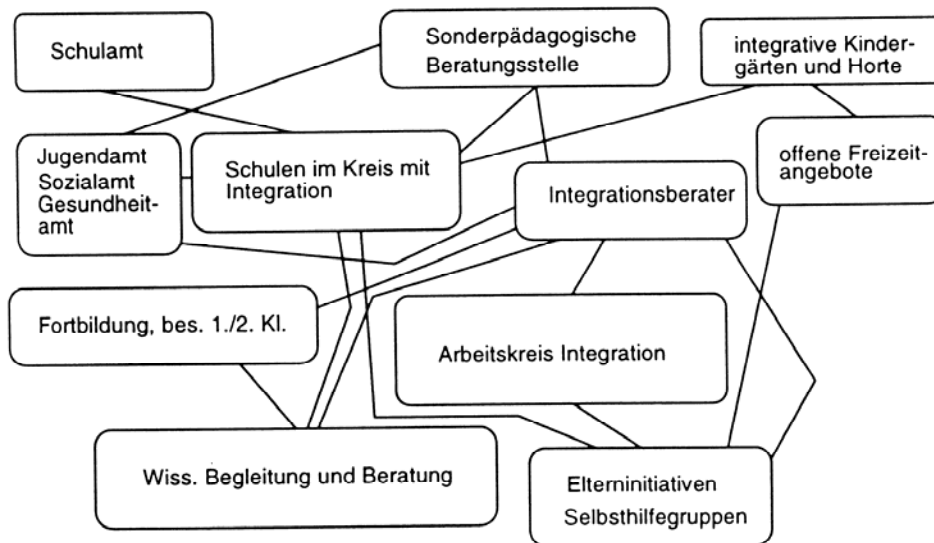 Schulamt
Sonderpädagogische
Beratungsstelle
integrative Kinder-
gärten und Horte
Jugendamt
Sozialamt
Gesundheit-
amt
Schulen im Kreis mit
Integration
Integrationsberater
offene Freizeit-
angebote
Fortbildung, bes. 1./2. Kl.
Arbeitskreis Integration
Wiss. Begleitung und Beratung
Elterninitiativen
Selbsthilfegruppen